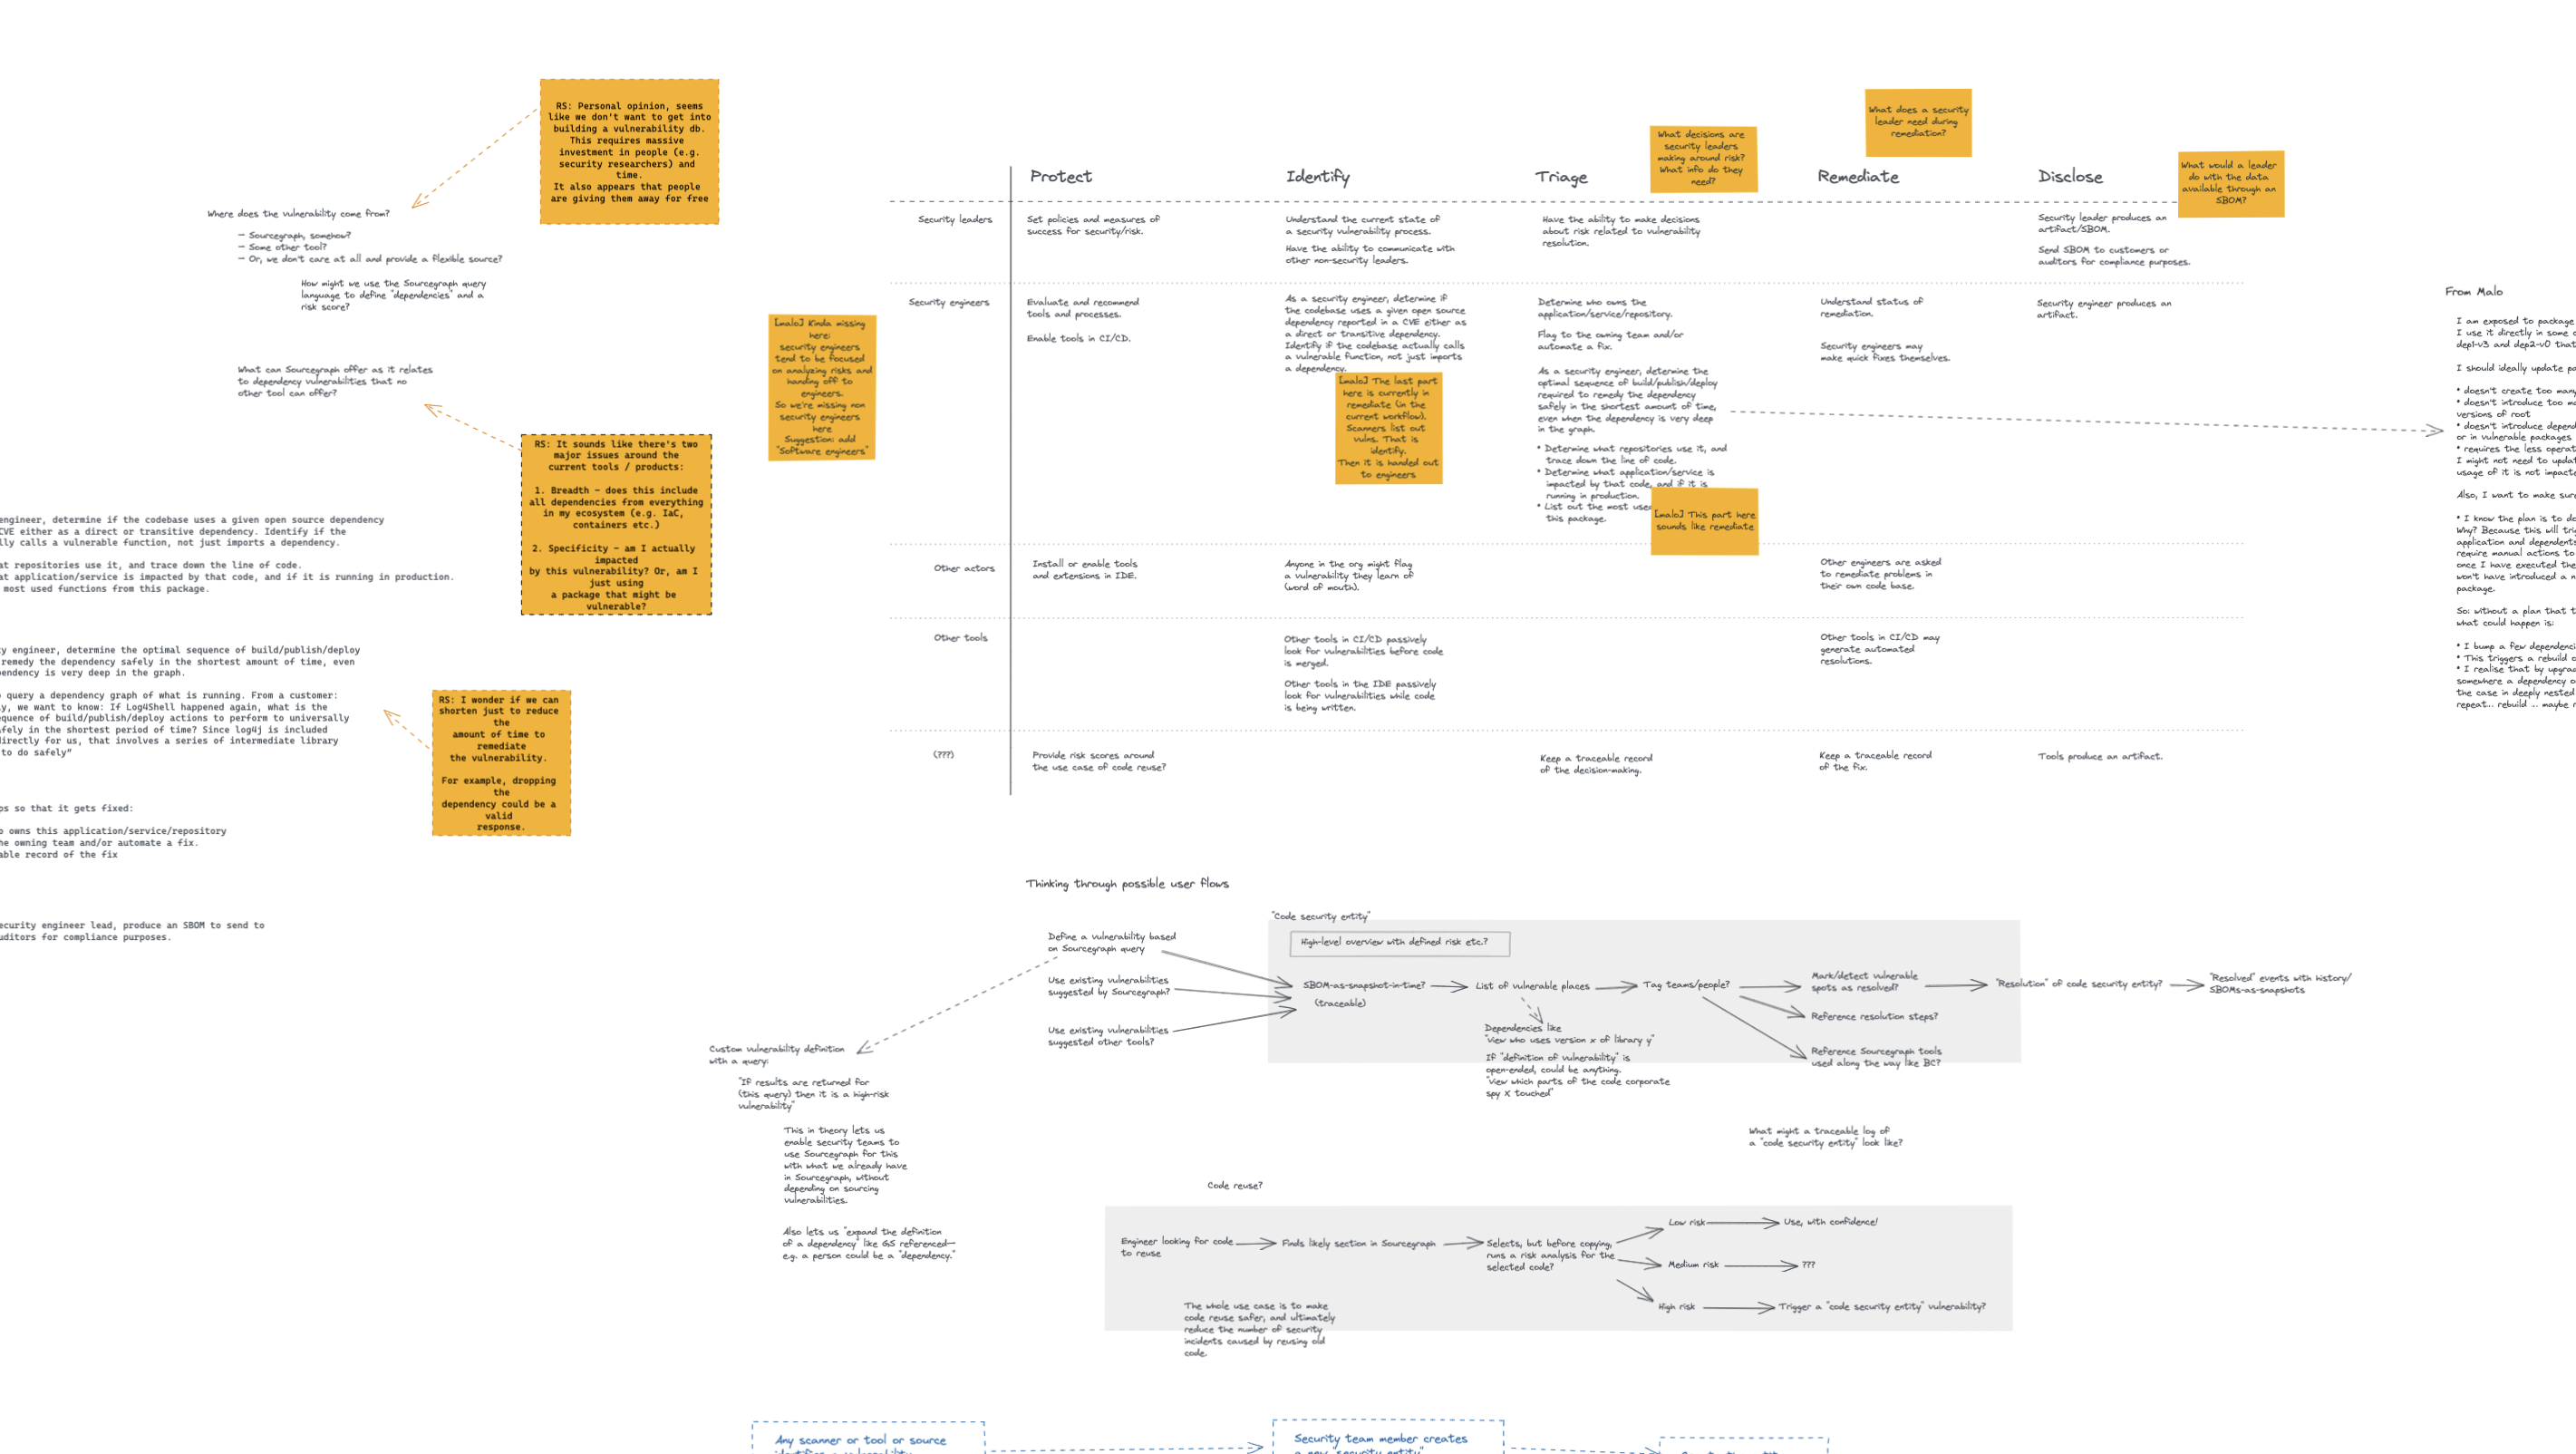 RS: Personal opinion, seems
like we don't want to get into
building a vulnerability db.
This requires massive
investment in people (e.g.
security researchers) and
time.
It also appears that people
are giving them away for free
Where does the vulnerability come from?
- Sourcegraph, somehow?
- Some other tool?
- Or, we don't care at all and provide a flexible source?
How might we use the Sourcegraph query
language to define "dependencies" and a
risk score?
What can Sourcegraph offer as it relates
to dependency vulnerabilities that no
other tool can offer?
RS: It sounds like there's two
major issues around the
current tools / products:
1. Breadth - does this include
all dependencies from everything
in my ecosystem (e.g. IaC,
containers etc.)
2. Specificity - am I actually
impacted
by this vulnerability? Or, am I
just using
a package that might be
vulnerable?
engineer, determine if the codebase uses a given open source dependency
CVE either as a direct or transitive dependency. Identify if the
lly calls a vulnerable function, not just imports a dependency.
at repositories use it, and trace down the line of code.
at application/service is impacted by that code, and if it is running in production.
most used functions from this package.
ty engineer, determine the optimal sequence of build/publish/deploy
remedy the dependency safely in the shortest amount of time, even
pendency is very deep in the graph.
o query a dependency graph of what is running. From a customer:
y, we want to know: If Log4Shell happened again, what is the
equence of build/publish/deploy actions to perform to universally
afely in the shortest period of time? Since log4j is included
directly for us, that involves a series of intermediate library
to do safely"
RS: I wonder if we can
shorten just to reduce
the
amount of time to
remediate
the vulnerability.
For example, dropping
the
dependency could be a
valid
response.
ps so that it gets fixed:
o owns this application/service/repository
he owning team and/or automate a fix.
able record of the fix
ecurity engineer lead, produce an SBOM to send to
uditors for compliance purposes.
What decisions are
security leaders
making around risk?
What info do they
need?
What does a security
leader need during
remediation?
What would a leader
do with the data
available through an
SBOM?
Protect
Identify
Triage
Remediate
Disclose
Security leaders
Set policies and measures of
success for security/risk.
Understand the current state of
a security vulnerability process.
Have the ability to communicate with
other non-security leaders.
Have the ability to make decisions
about risk related to vulnerability
resolution.
Security leader produces an
artifact/SBOM.
Send SBOM to customers or
auditors for compliance purposes.
Security engineers
Evaluate and recommend
tools and processes.
Enable tools in CI/CD.
As a security engineer, determine if
the codebase uses a given open source
dependency reported in a CVE either as
a direct or transitive dependency.
Identify if the codebase actually calls
a vulnerable function, not just imports
a dependency.
Determine who owns the
application/service/repository.
Flag to the owning team and/or
automate a fix.
As a security engineer, determine the
optimal sequence of build/publish/deploy
required to remedy the dependency
safely in the shortest amount of time,
even when the dependency is very deep
in the graph.
• Determine what repositories use it, and
trace down the line of code.
• Determine what application/service is
impacted by that code, and if it is
running in production.
• List out the most used
this package.
Understand status of
remediation.
Security engineers may
make quick fixes themselves.
Security engineer produces an
artifact.
[malo] Kinda missing
here:
security engineers
tend to be focused
on analyzing risks and
handing off to
engineers.
So we're missing non
security engineers
here
Suggestion: add
"Software engineers"
[malo] The last part
here is currently in
remediate (in the
current workflow).
Scanners list out
vulns. That is
identify.
Then it is handed out
to engineers
[malo] This part here
sounds like remediate
Other actors
Install or enable tools
and extensions in IDE.
Anyone in the org might flag
a vulnerability they learn of
(word of mouth).
Other engineers are asked
to remediate problems in
their own code base.
Other tools
Other tools in CI/CD passively
look for vulnerabilities before code
is merged.
Other tools in the IDE passively
look for vulnerabilities while code
is being written.
Other tools in CI/CD may
generate automated
resolutions.
(???)
Provide risk scores around
the use case of code reuse?
Keep a traceable record
of the decision-making.
Keep a traceable record
of the fix.
Tools produce an artifact.
From Malo
I am exposed to package
I use it directly in some
dep1-v3 and dep2-v0 that
I should ideally update
• doesn't create too many
• doesn't introduce too
versions of root
• doesn't introduce
or in vulnerable packages
• requires the less
I might not need to
usage of it is not
Also, I want to make sure
• I know the plan is to
Why? Because this will
application and
require manual actions to
once I have executed the
won't have introduced a
package.
So: without a plan that
what could happen is:
• I bump a few
• This triggers a rebuild
• I realise that by
somewhere a dependency
the case in deeply nested
repeat... rebuild ... maybe
Thinking through possible user flows
"Code security entity"
High-level overview with defined risk etc.?
Define a vulnerability based
on Sourcegraph query
Use existing vulnerabilities
suggested by Sourcegraph?
Use existing vulnerabilities
suggested other tools?
SBOM-as-snapshot-in-time?
(traceable)
List of vulnerable places
Tag teams/people?
Mark/detect vulnerable
spots as resolved?
Reference resolution steps?
Reference Sourcegraph tools
used along the way like BC?
"Resolution" of code security entity?
"Resolved" events with history/
SBOMs-as-snapshots
Dependencies like
"view who uses version x of library y"
If "definition of vulnerability" is
open-ended, could be anything.
"view which parts of the code corporate
spy X touched"
Custom vulnerability definition
with a query:
"If results are returned for
(this query) then it is a high-risk
vulnerability"
This in theory lets us
enable security teams to
use Sourcegraph for this
with what we already have
in Sourcegraph, without
depending on sourcing
vulnerabilities.
Also lets us "expand the definition
of a dependency" like GS referenced—
e.g. a person could be a "dependency."
What might a traceable log of
a "code security entity" look like?
Code reuse?
Engineer looking for code
to reuse
Finds likely section in Sourcegraph
Selects, but before copying,
runs a risk analysis for the
selected code?
Low risk
Use, with confidence!
Medium risk
???
High risk
Trigger a "code security entity" vulnerability?
The whole use case is to make
code reuse safer, and ultimately
reduce the number of security
incidents caused by reusing old
code.
Any scanner or tool or source
Security team member creates
a new "security entity"